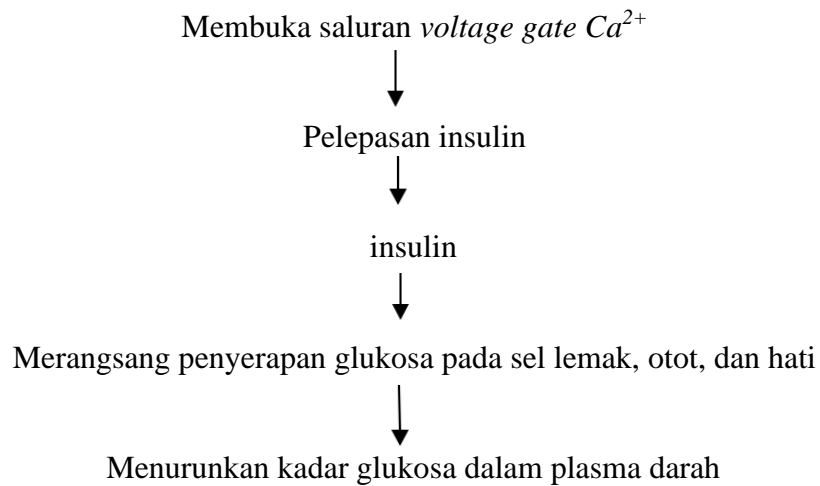 Membuka saluran voltage gate Ca²⁺
Pelepasan insulin
insulin
Merangsang penyerapan glukosa pada sel lemak, otot, dan hati
Menurunkan kadar glukosa dalam plasma darah